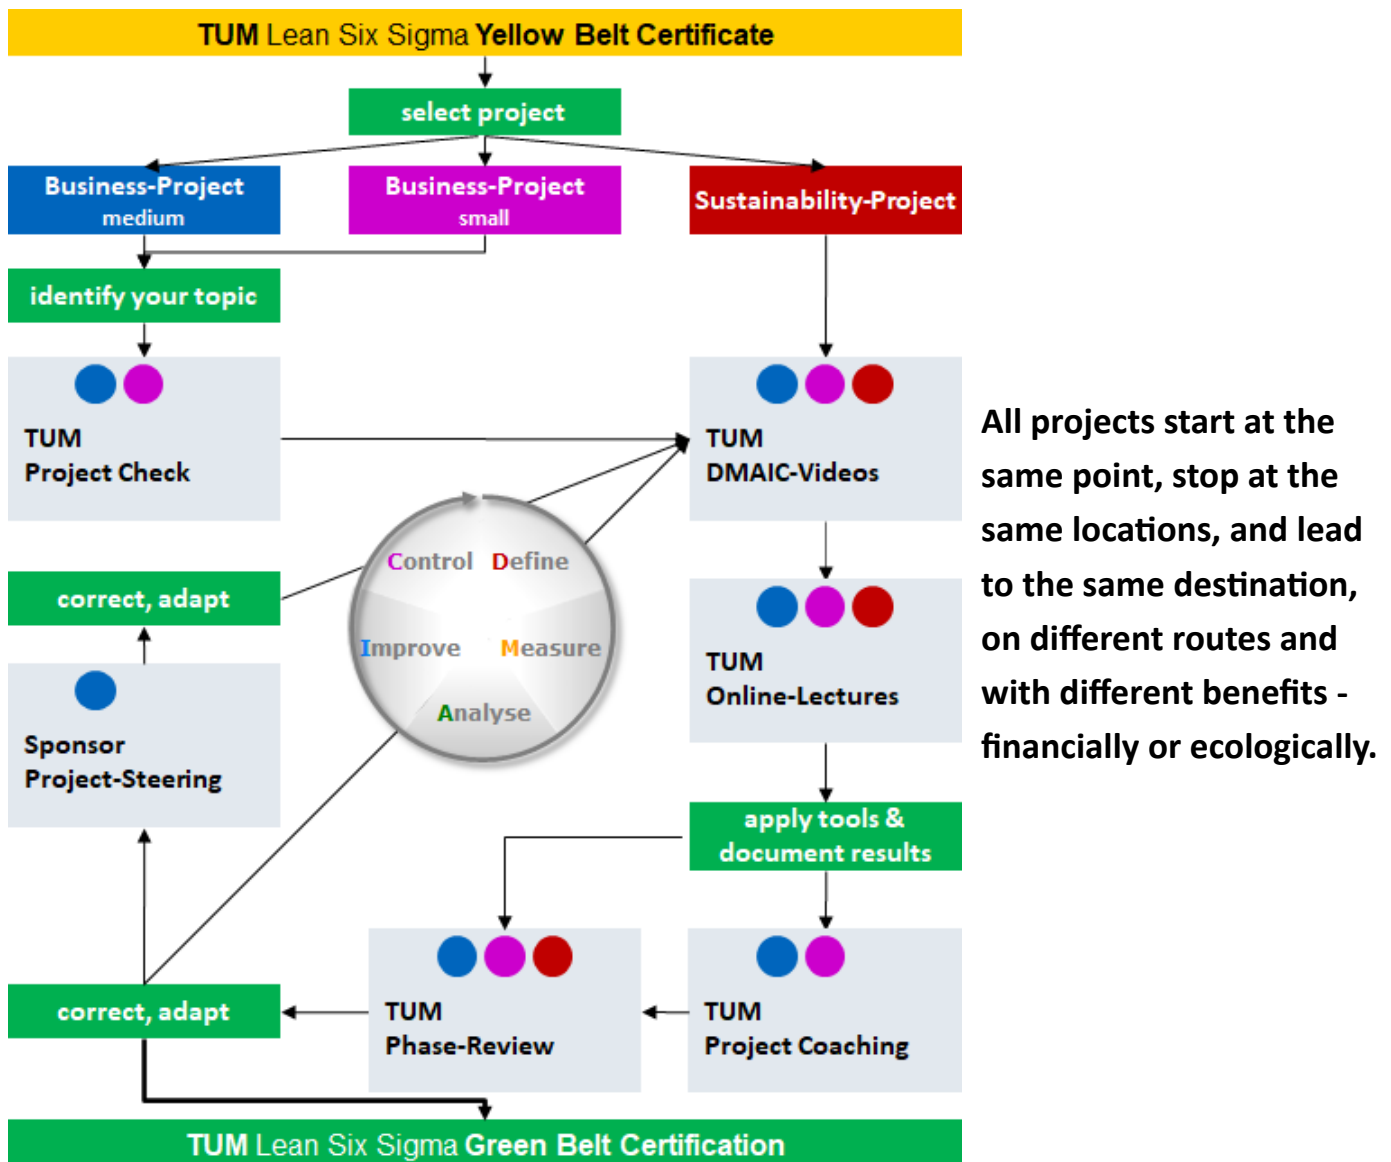 TUM Lean Six Sigma Yellow Belt Certificate
select project
Business-Project
medium
Business-Project
small
Sustainability-Project
identify your topic
TUM
Project Check
TUM
DMAIC-Videos
All projects start at the
same point, stop at the
same locations, and lead
to the same destination,
on different routes and
with different benefits -
financially or ecologically.
Control Define
Improve Measure
Analyse
correct, adapt
TUM
Online-Lectures
Sponsor
Project-Steering
apply tools &
document results
correct, adapt
TUM
Phase-Review
TUM
Project Coaching
TUM Lean Six Sigma Green Belt Certification